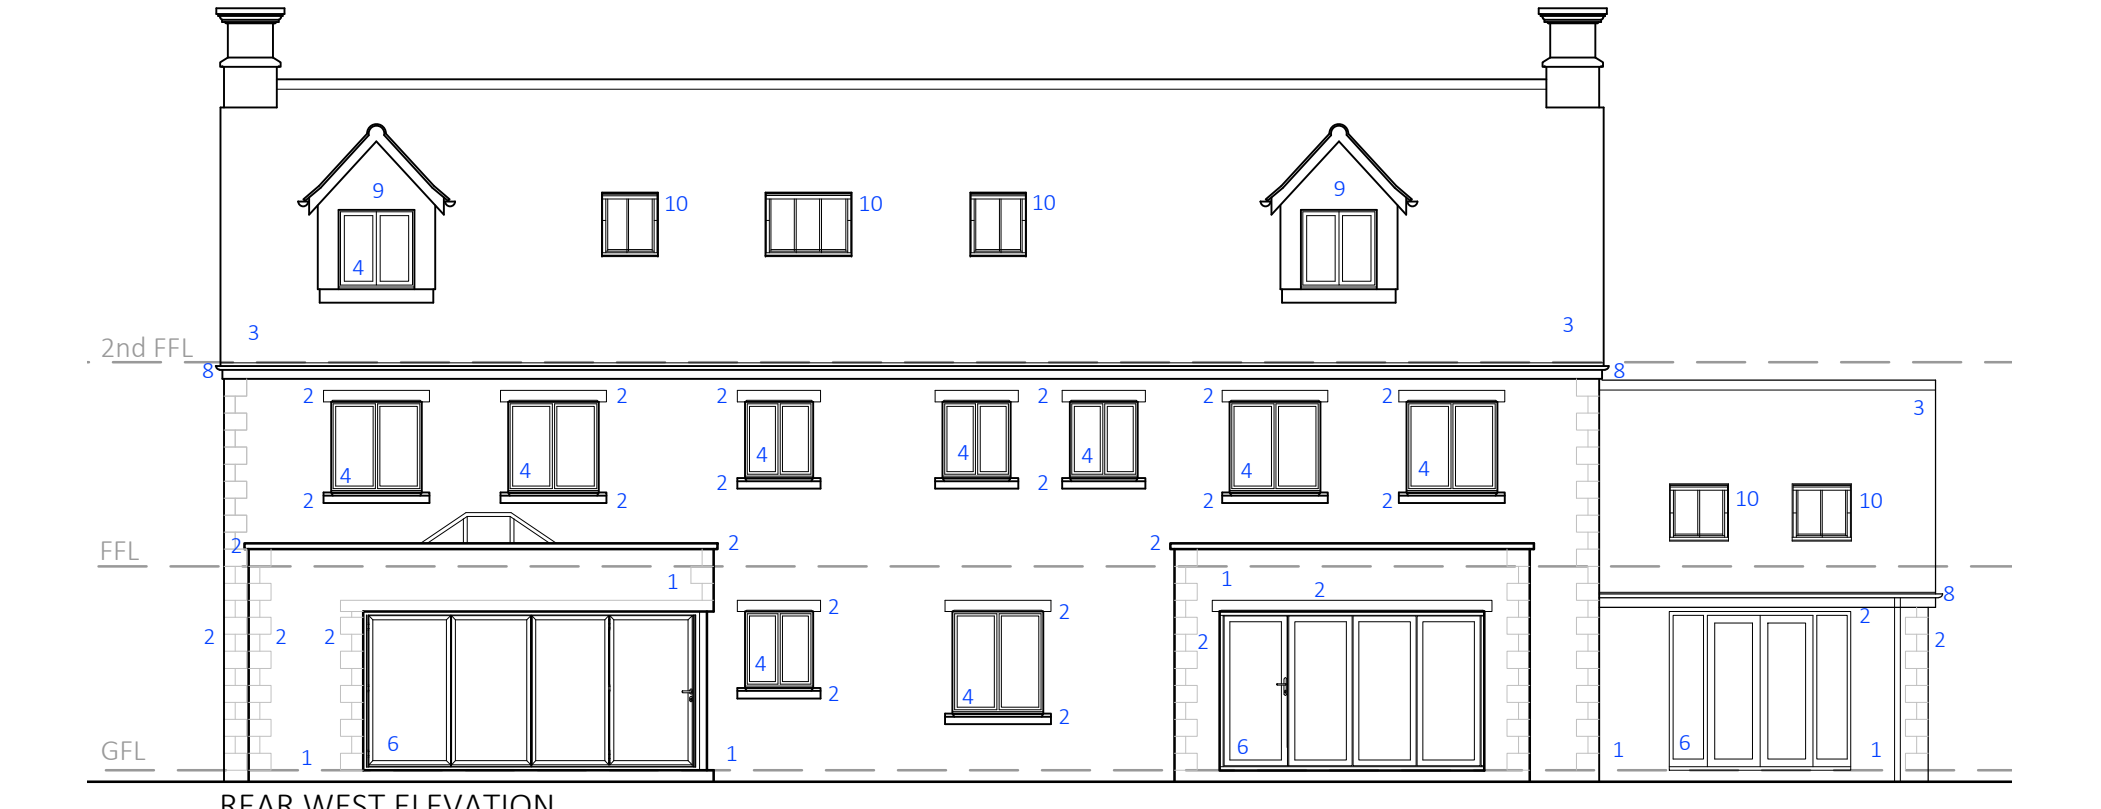 9 9
10 10 10
4
3 3
2nd FFL
8 8
2 2 2 2 2 2 3
4 4 4 4 4 4 4
2 2 2 2
2 2 2 2 10 10
FFL 2 2 2
1 1 2
8
2 2 2
2 2 2 2 2
4
2
4 2
6 6 6
GFL 1 1 1 1
REAR WEST ELEVATION